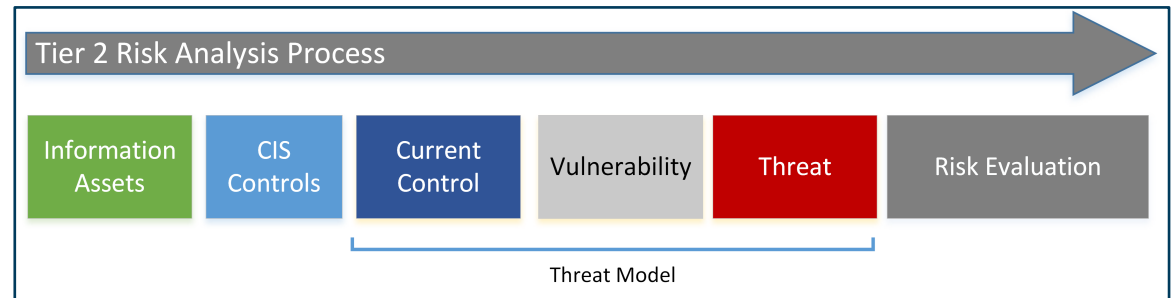 Tier 2 Risk Analysis Process
Information
Assets
CIS
Controls
Current
Control
Vulnerability
Threat
Risk Evaluation
Threat Model